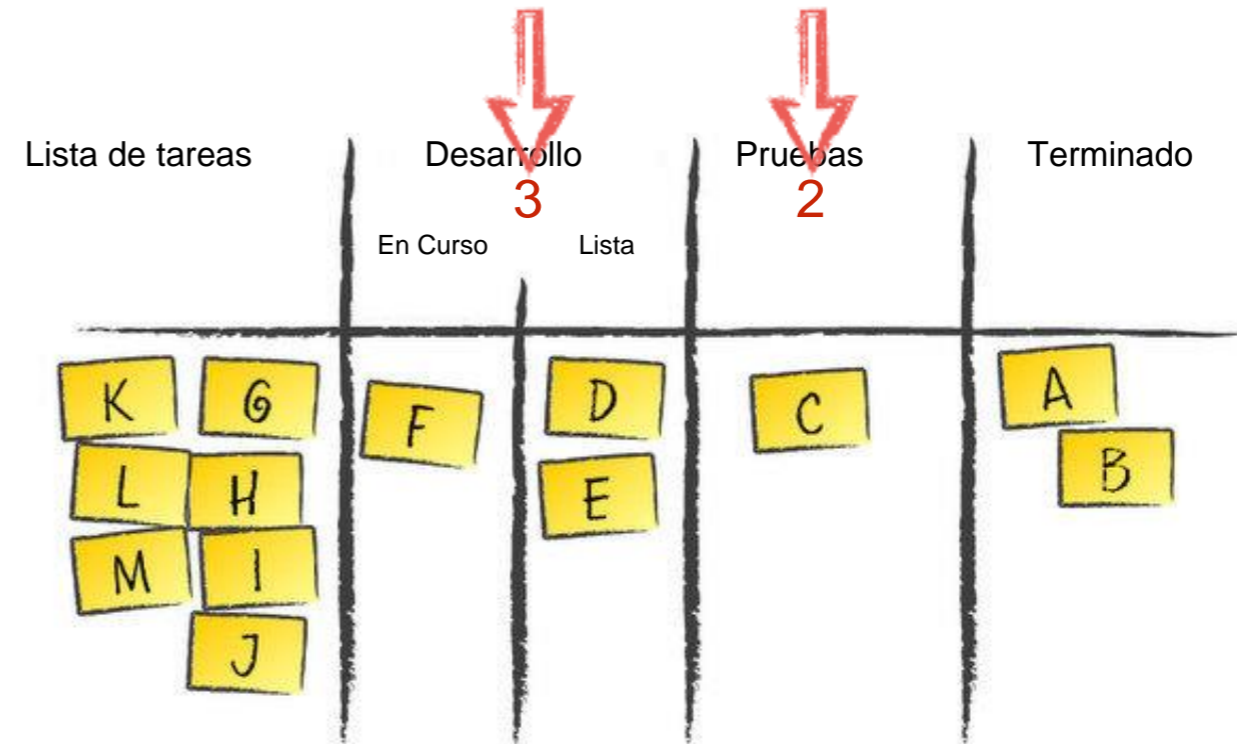 Lista de tareas Desarrollo Pruebas Terminado
3 2
En Curso Lista
K G F D C A
L H E B
M I
J